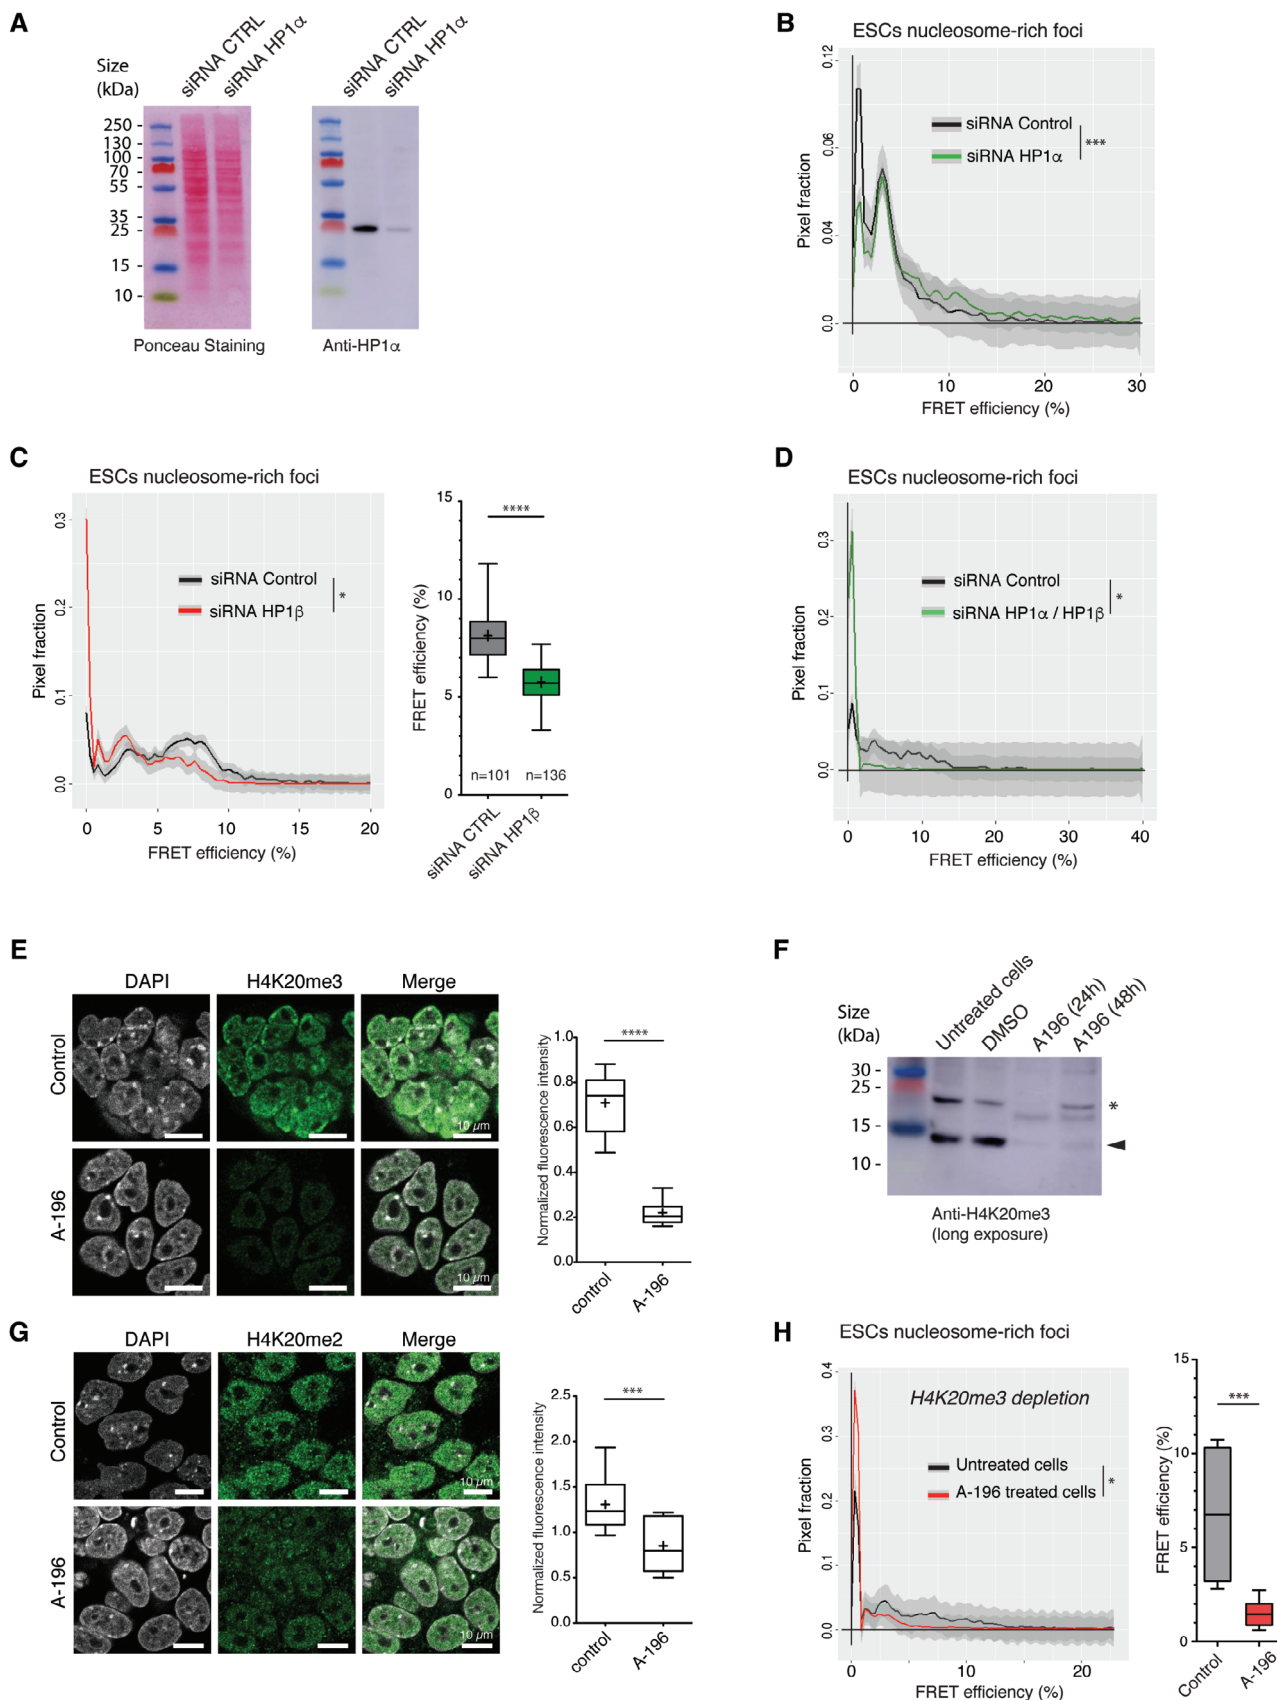 A
siRNA CTRL
siRNA HP1α
siRNA CTRL
siRNA HP1α
Size
(kDa)
250 -
130 -
100 -
70 -
55 -
35 -
25 -
15 -
10 -
Ponceau Staining
Anti-HP1α
B
ESCs nucleosome-rich foci
0.12
0.06
0.04
0.0
Pixel fraction
siRNA Control
siRNA HP1α
***
0
10
20
30
FRET efficiency (%)
C
ESCs nucleosome-rich foci
0.3
0.2
0.1
0.0
Pixel fraction
siRNA Control
siRNA HP1β
*
0
5
10
15
20
FRET efficiency (%)
15
10
5
0
FRET efficiency (%)
****
n=101
n=136
siRNA CTRL
siRNA HP1β
D
ESCs nucleosome-rich foci
0.3
0.2
0.1
0.0
Pixel fraction
siRNA Control
siRNA HP1α / HP1β
*
0
10
20
30
40
FRET efficiency (%)
E
DAPI
H4K20me3
Merge
Control
10 µm
A-196
10 µm
1.0
0.8
0.6
0.4
0.2
0.0
Normalized fluorescence intensity
****
control
A-196
F
Untreated cells
DMSO
A196 (24h)
A196 (48h)
Size
(kDa)
30 -
25 -
15 -
10 -
*
Anti-H4K20me3
(long exposure)
G
DAPI
H4K20me2
Merge
Control
10 µm
A-196
10 µm
2.5
2.0
1.5
1.0
0.5
0.0
Normalized fluorescence intensity
***
control
A-196
H
ESCs nucleosome-rich foci
0.4
0.3
0.2
0.1
0.0
Pixel fraction
H4K20me3 depletion
Untreated cells
A-196 treated cells
*
0
10
20
FRET efficiency (%)
15
10
5
0
FRET efficiency (%)
***
Control
A-196